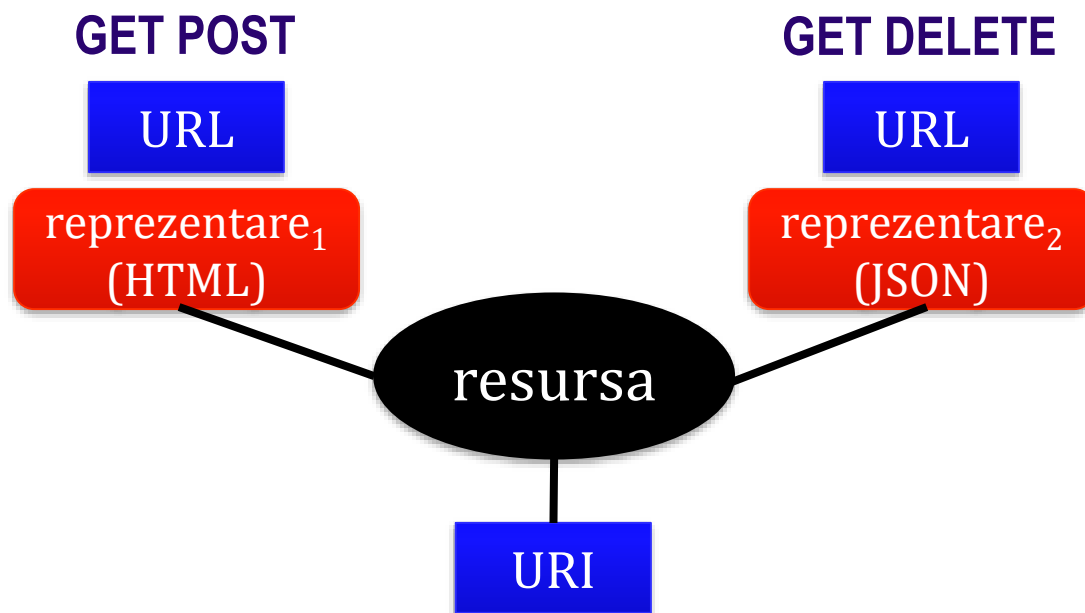 GET POST
URL
reprezentare₁
(HTML)
GET DELETE
URL
reprezentare₂
(JSON)
resursa
URI